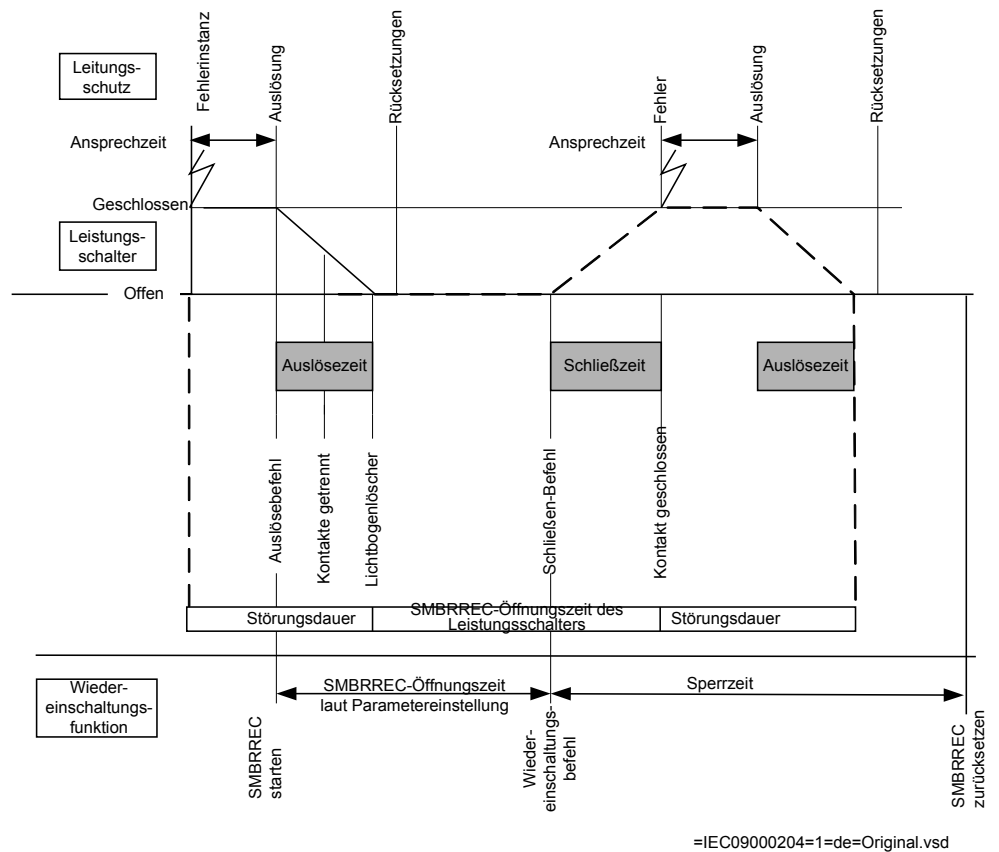 Leitungs-
schutz
Fehlerinstanz
Auslösung
Rücksetzungen
Fehler
Auslösung
Rücksetzungen
Ansprechzeit
Ansprechzeit
Geschlossen
Leistungs-
schalter
Offen
Auslösezeit
Schließzeit
Auslösezeit
Auslösebefehl
Kontakte getrennt
Lichtbogenlöscher
Schließen-Befehl
Kontakt geschlossen
Störungsdauer
SMBRREC-Öffnungszeit des
Leistungsschalters
Störungsdauer
Wieder-
einschaltungs-
funktion
SMBRREC-Öffnungszeit
laut Parametereinstellung
Sperrzeit
SMBRREC
starten
Wieder-
einschaltungs-
befehl
SMBRREC
zurücksetzen
=IEC09000204=1=de=Original.vsd